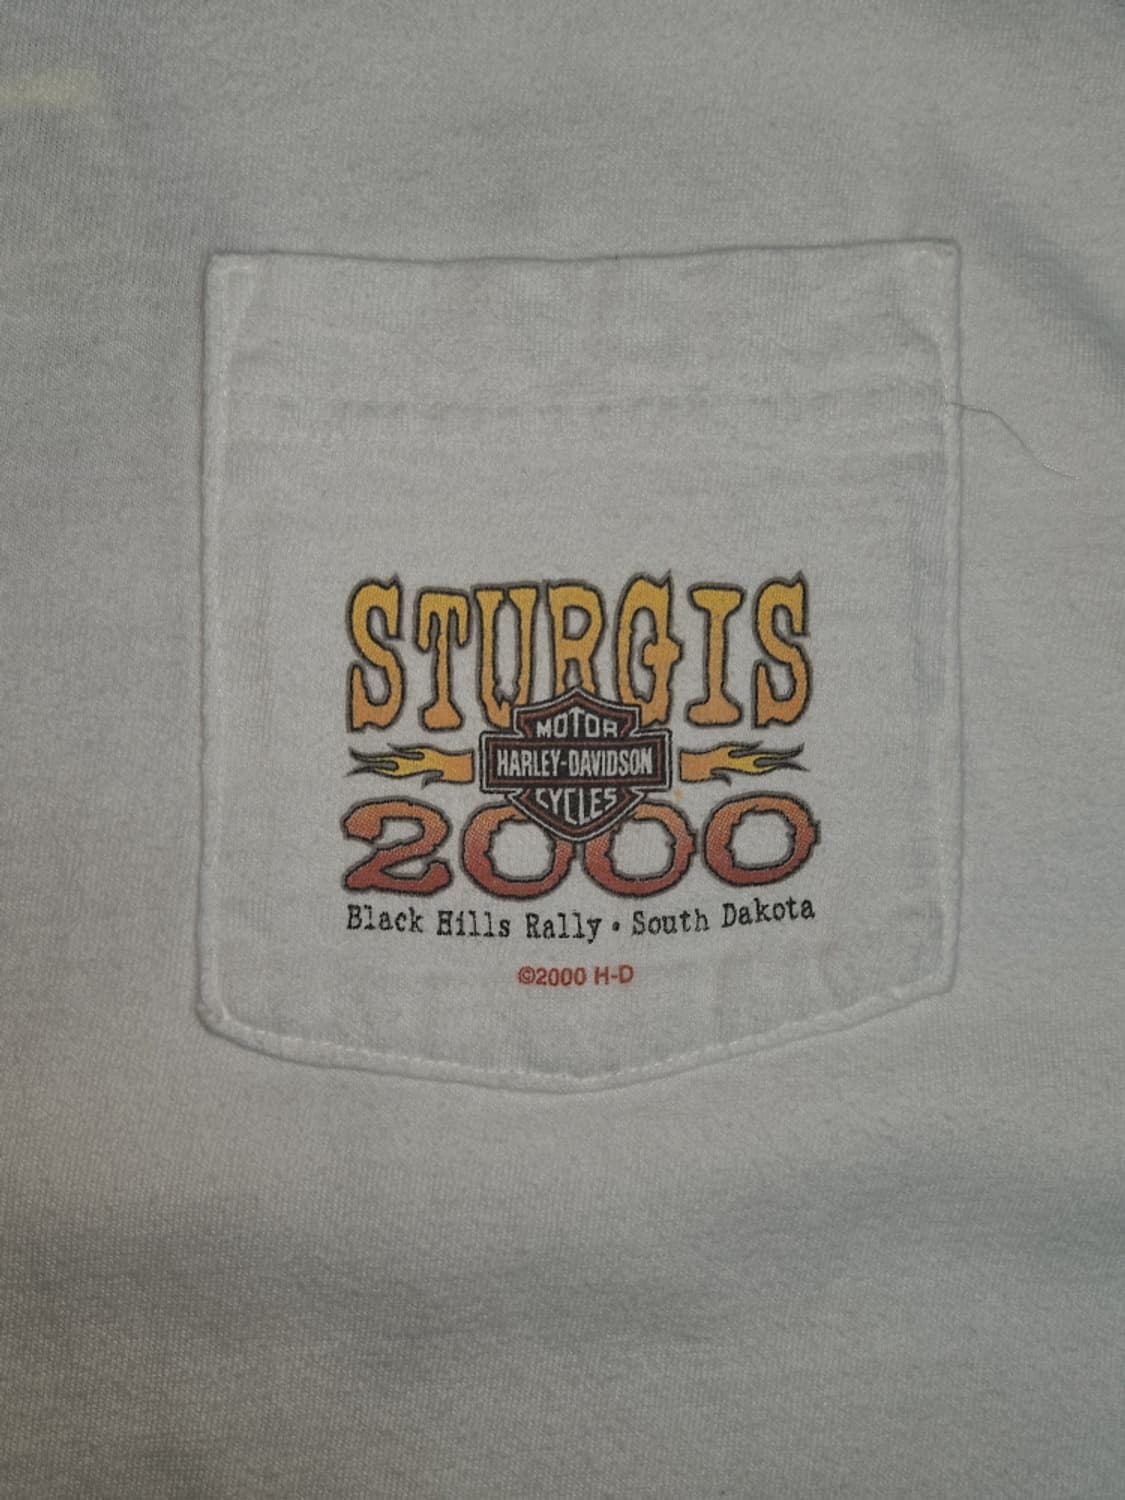 STURGIS
MOTOR
HARLEY-DAVIDSON
CYCLES
2000
Black Hills Rally • South Dakota
©2000 H-D